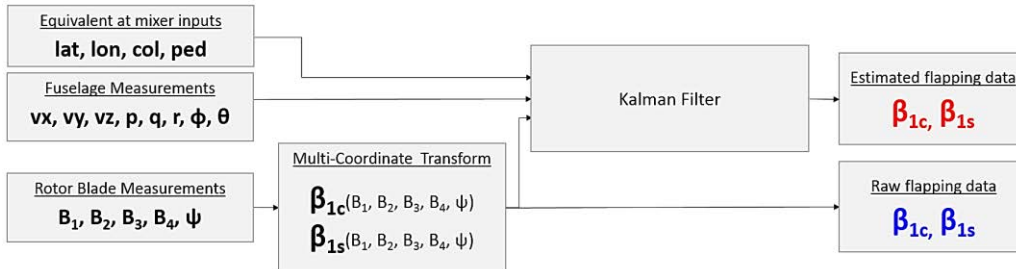 Equivalent at mixer inputs
lat, lon, col, ped
Fuselage Measurements
vx, vy, vz, p, q, r, ϕ, θ
Rotor Blade Measurements
B₁, B₂, B₃, B₄, ψ
Multi-Coordinate Transform
β₁c(B₁, B₂, B₃, B₄, ψ)
β₁s(B₁, B₂, B₃, B₄, ψ)
Kalman Filter
Estimated flapping data
β₁c, β₁s
Raw flapping data
β₁c, β₁s